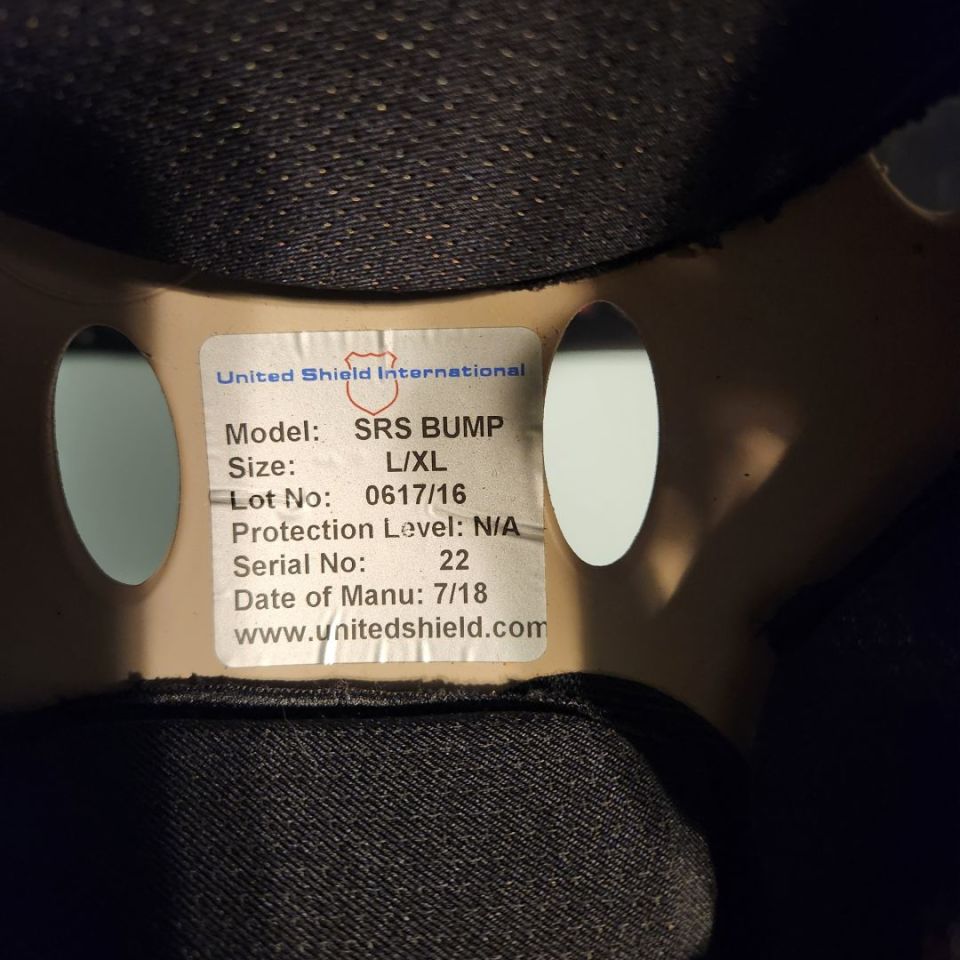 United Shield International
Model: SRS BUMP
Size: L/XL
Lot No: 0617/16
Protection Level: N/A
Serial No: 22
Date of Manu: 7/18
www.unitedshield.com